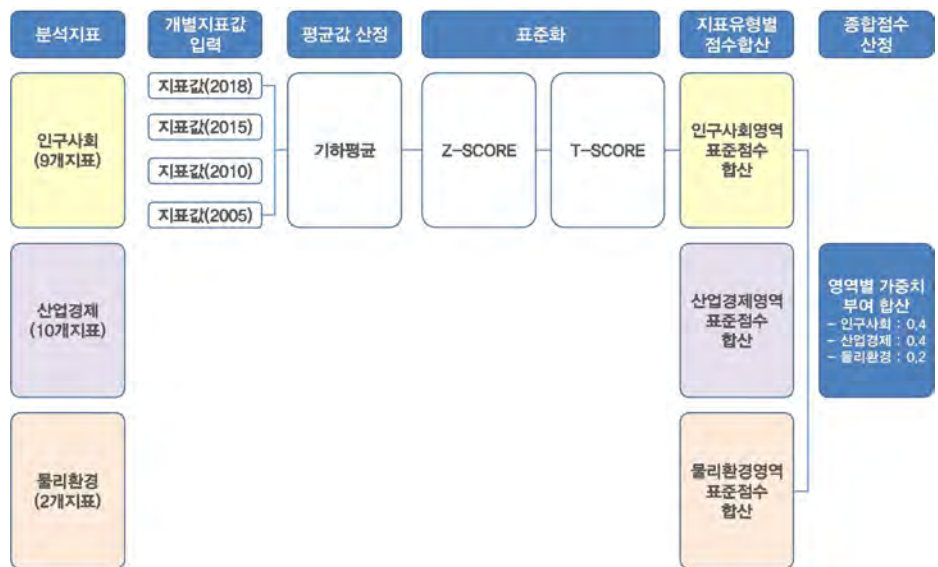 분석지표
개별지표값
입력
평균값 산정
표준화
지표유형별
점수합산
종합점수
산정
인구사회
(9개지표)
지표값(2018)
지표값(2015)
지표값(2010)
지표값(2005)
기하평균
Z-SCORE
T-SCORE
인구사회영역
표준점수
합산
산업경제
(10개지표)
산업경제영역
표준점수
합산
영역별 가중치
부여 합산
- 인구사회 : 0.4
- 산업경제 : 0.4
- 물리환경 : 0.2
물리환경
(2개지표)
물리환경영역
표준점수
합산